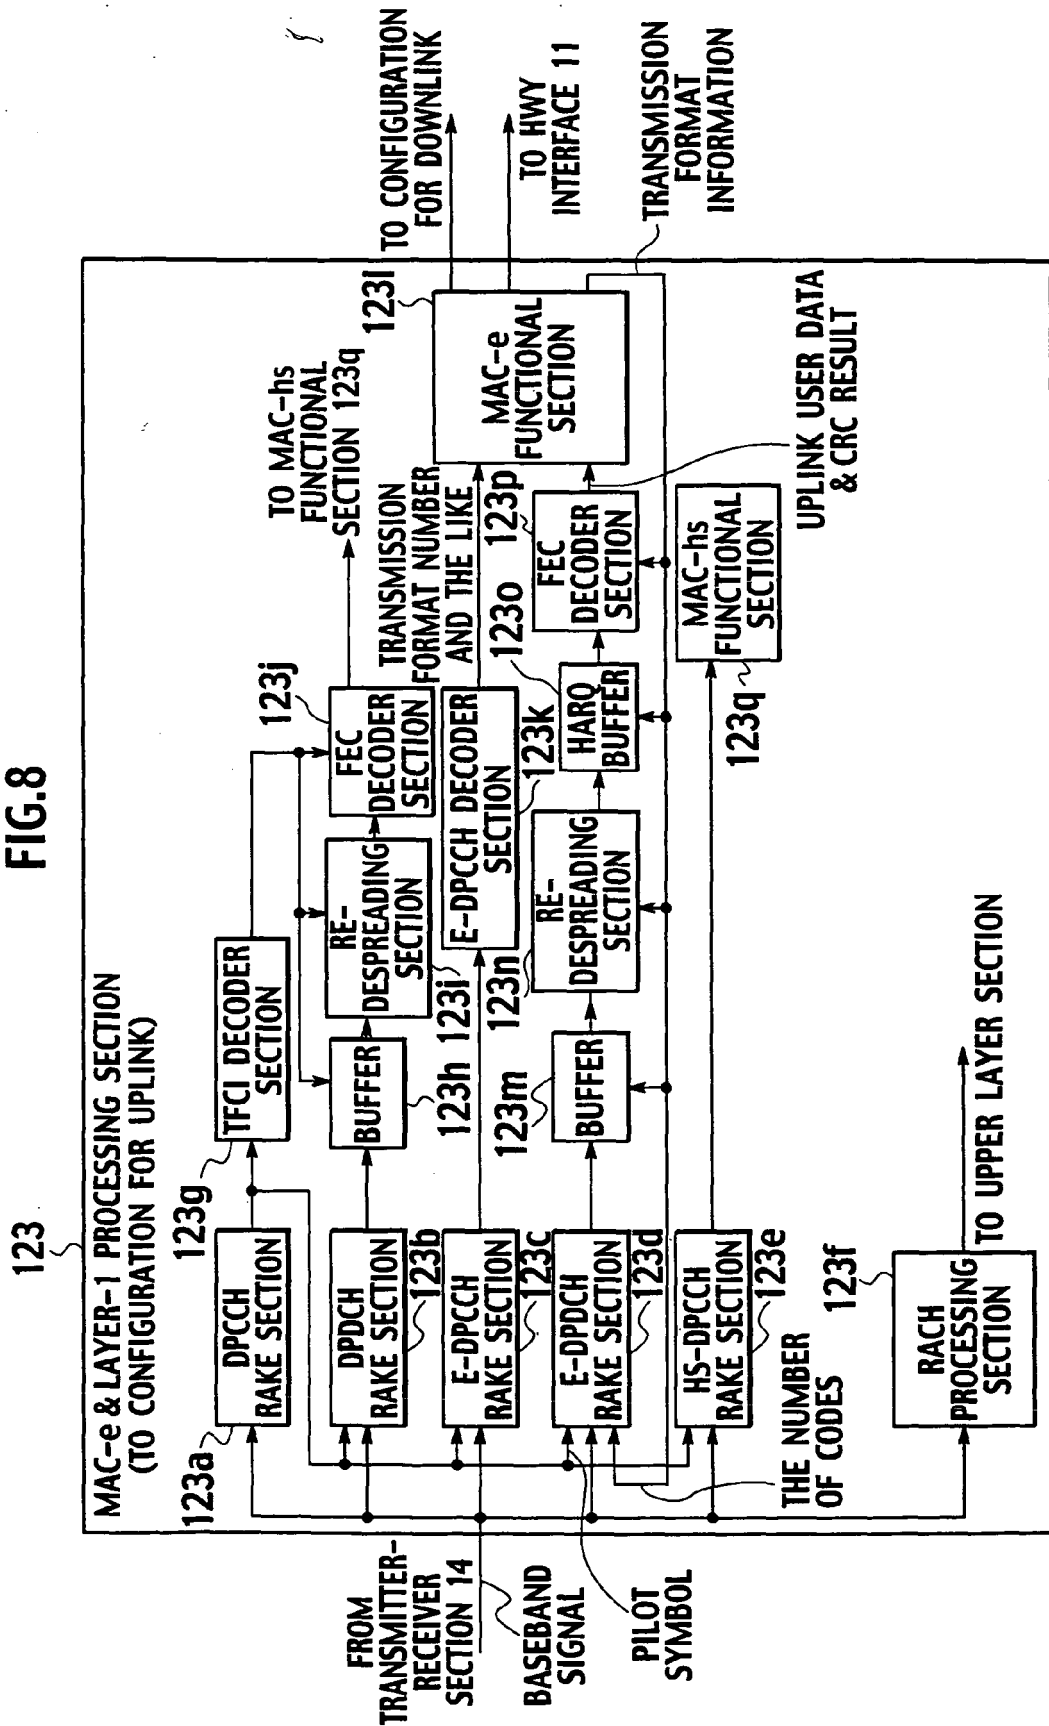 FIG.8
123
MAC-e & LAYER-1 PROCESSING SECTION
(TO CONFIGURATION FOR UPLINK)
123a
DPCCH
RAKE SECTION
123g
TFCI DECODER
SECTION
DPDCH
RAKE SECTION
123b
BUFFER
123h
RE-
DESPREADING
SECTION
123i
123j
FEC
DECODER
SECTION
TO MAC-hs
FUNCTIONAL
SECTION 123q
E-DPCCH
RAKE SECTION
123c
E-DPCCH DECODER
SECTION
123k
TRANSMISSION
FORMAT NUMBER
AND THE LIKE
123l
MAC-e
FUNCTIONAL
SECTION
TO CONFIGURATION
FOR DOWNLINK
TO HWY
INTERFACE 11
TRANSMISSION
FORMAT
INFORMATION
E-DPDCH
RAKE SECTION
123d
123m
BUFFER
123n
RE-
DESPREADING
SECTION
123o
HARQ
BUFFER
123p
FEC
DECODER
SECTION
UPLINK USER DATA
& CRC RESULT
HS-DPCCH
RAKE SECTION
123e
MAC-hs
FUNCTIONAL
SECTION
123q
FROM
TRANSMITTER-
RECEIVER
SECTION 14
BASEBAND
SIGNAL
PILOT
SYMBOL
THE NUMBER
OF CODES
123f
RACH
PROCESSING
SECTION
TO UPPER LAYER SECTION